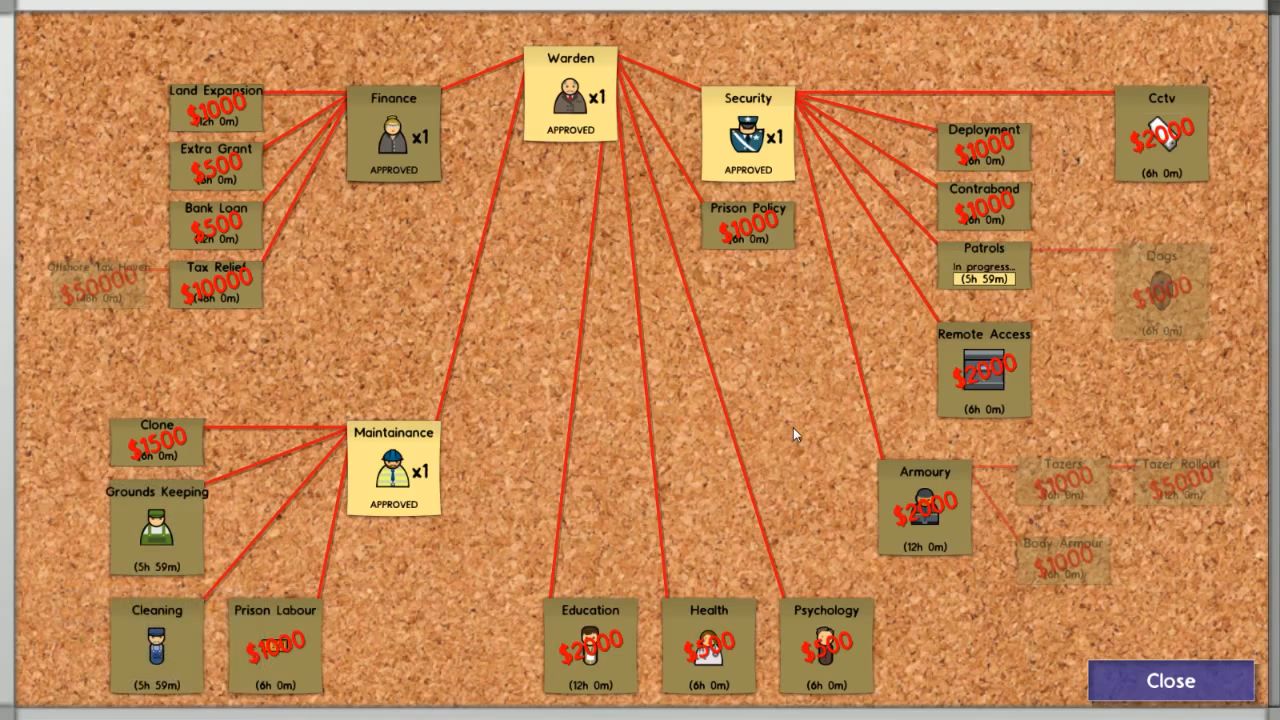 Warden
x1
APPROVED
Land Expansion
$1000
(12h 0m)
Finance
x1
APPROVED
Security
x1
APPROVED
Cctv
$2000
(6h 0m)
Extra Grant
$500
Deployment
$1000
(6h 0m)
Bank Loan
$500
(12h 0m)
Contraband
$1000
(6h 0m)
Prison Policy
$1000
(6h 0m)
Patrols
In progress...
(5h 59m)
Dogs
$1000
(6h 0m)
Offshore Tax Haven
$50000
(48h 0m)
Tax Relief
$10000
(48h 0m)
Remote Access
$2000
(6h 0m)
Clone
$1500
(6h 0m)
Maintainance
x1
APPROVED
Armoury
$2000
(12h 0m)
Tazers
$1000
(6h 0m)
Tazer Rollout
$5000
(12h 0m)
Grounds Keeping
(5h 59m)
Body Armour
$1000
(6h 0m)
Cleaning
(5h 59m)
Prison Labour
$1000
(6h 0m)
Education
$2000
(12h 0m)
Health
$500
(6h 0m)
Psychology
$500
(6h 0m)
Close